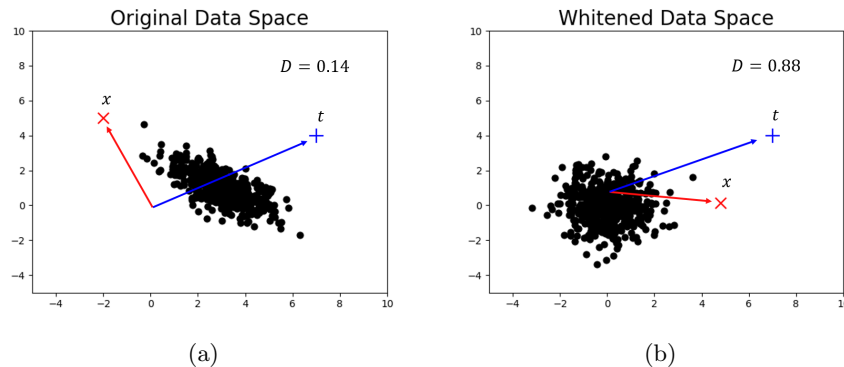 Original Data Space
D = 0.14
x
t
10
8
6
4
2
0
−2
−4
−4 −2 0 2 4 6 8 10
(a)
Whitened Data Space
D = 0.88
t
x
10
8
6
4
2
0
−2
−4
−4 −2 0 2 4 6 8 10
(b)